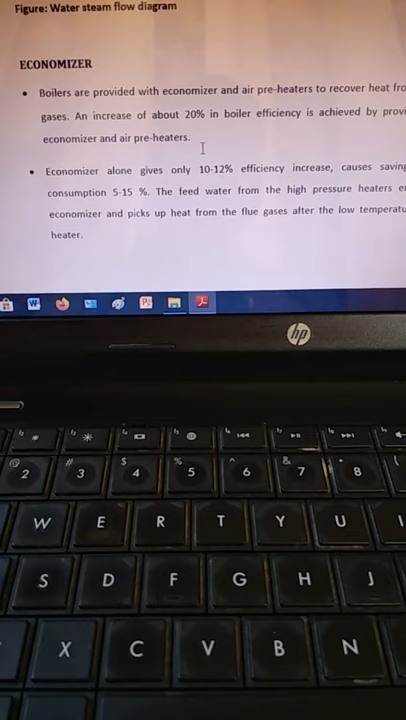 Figure: Water steam flow diagram
ECONOMIZER
• Boilers are provided with economizer and air pre-heaters to recover heat
gases. An increase of about 20% in boiler efficiency is achieved by
economizer and air pre-heaters.
• Economizer alone gives only 10-12% efficiency increase, causes
consumption 5-15 %. The feed water from the high pressure heaters
economizer and picks up heat from the flue gases after the low
heater.
hp
2 # 3 $ 4 % 5 ^ 6 & 7 * 8 (
W E R T Y U I
S D F G H J
X C V B N